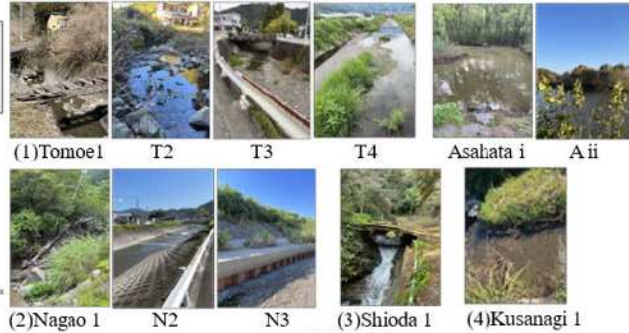 (1)Tomoe1 T2 T3 T4 Asahata i A ii
(2)Nagao 1 N2 N3 (3)Shioda 1 (4)Kusanagi 1